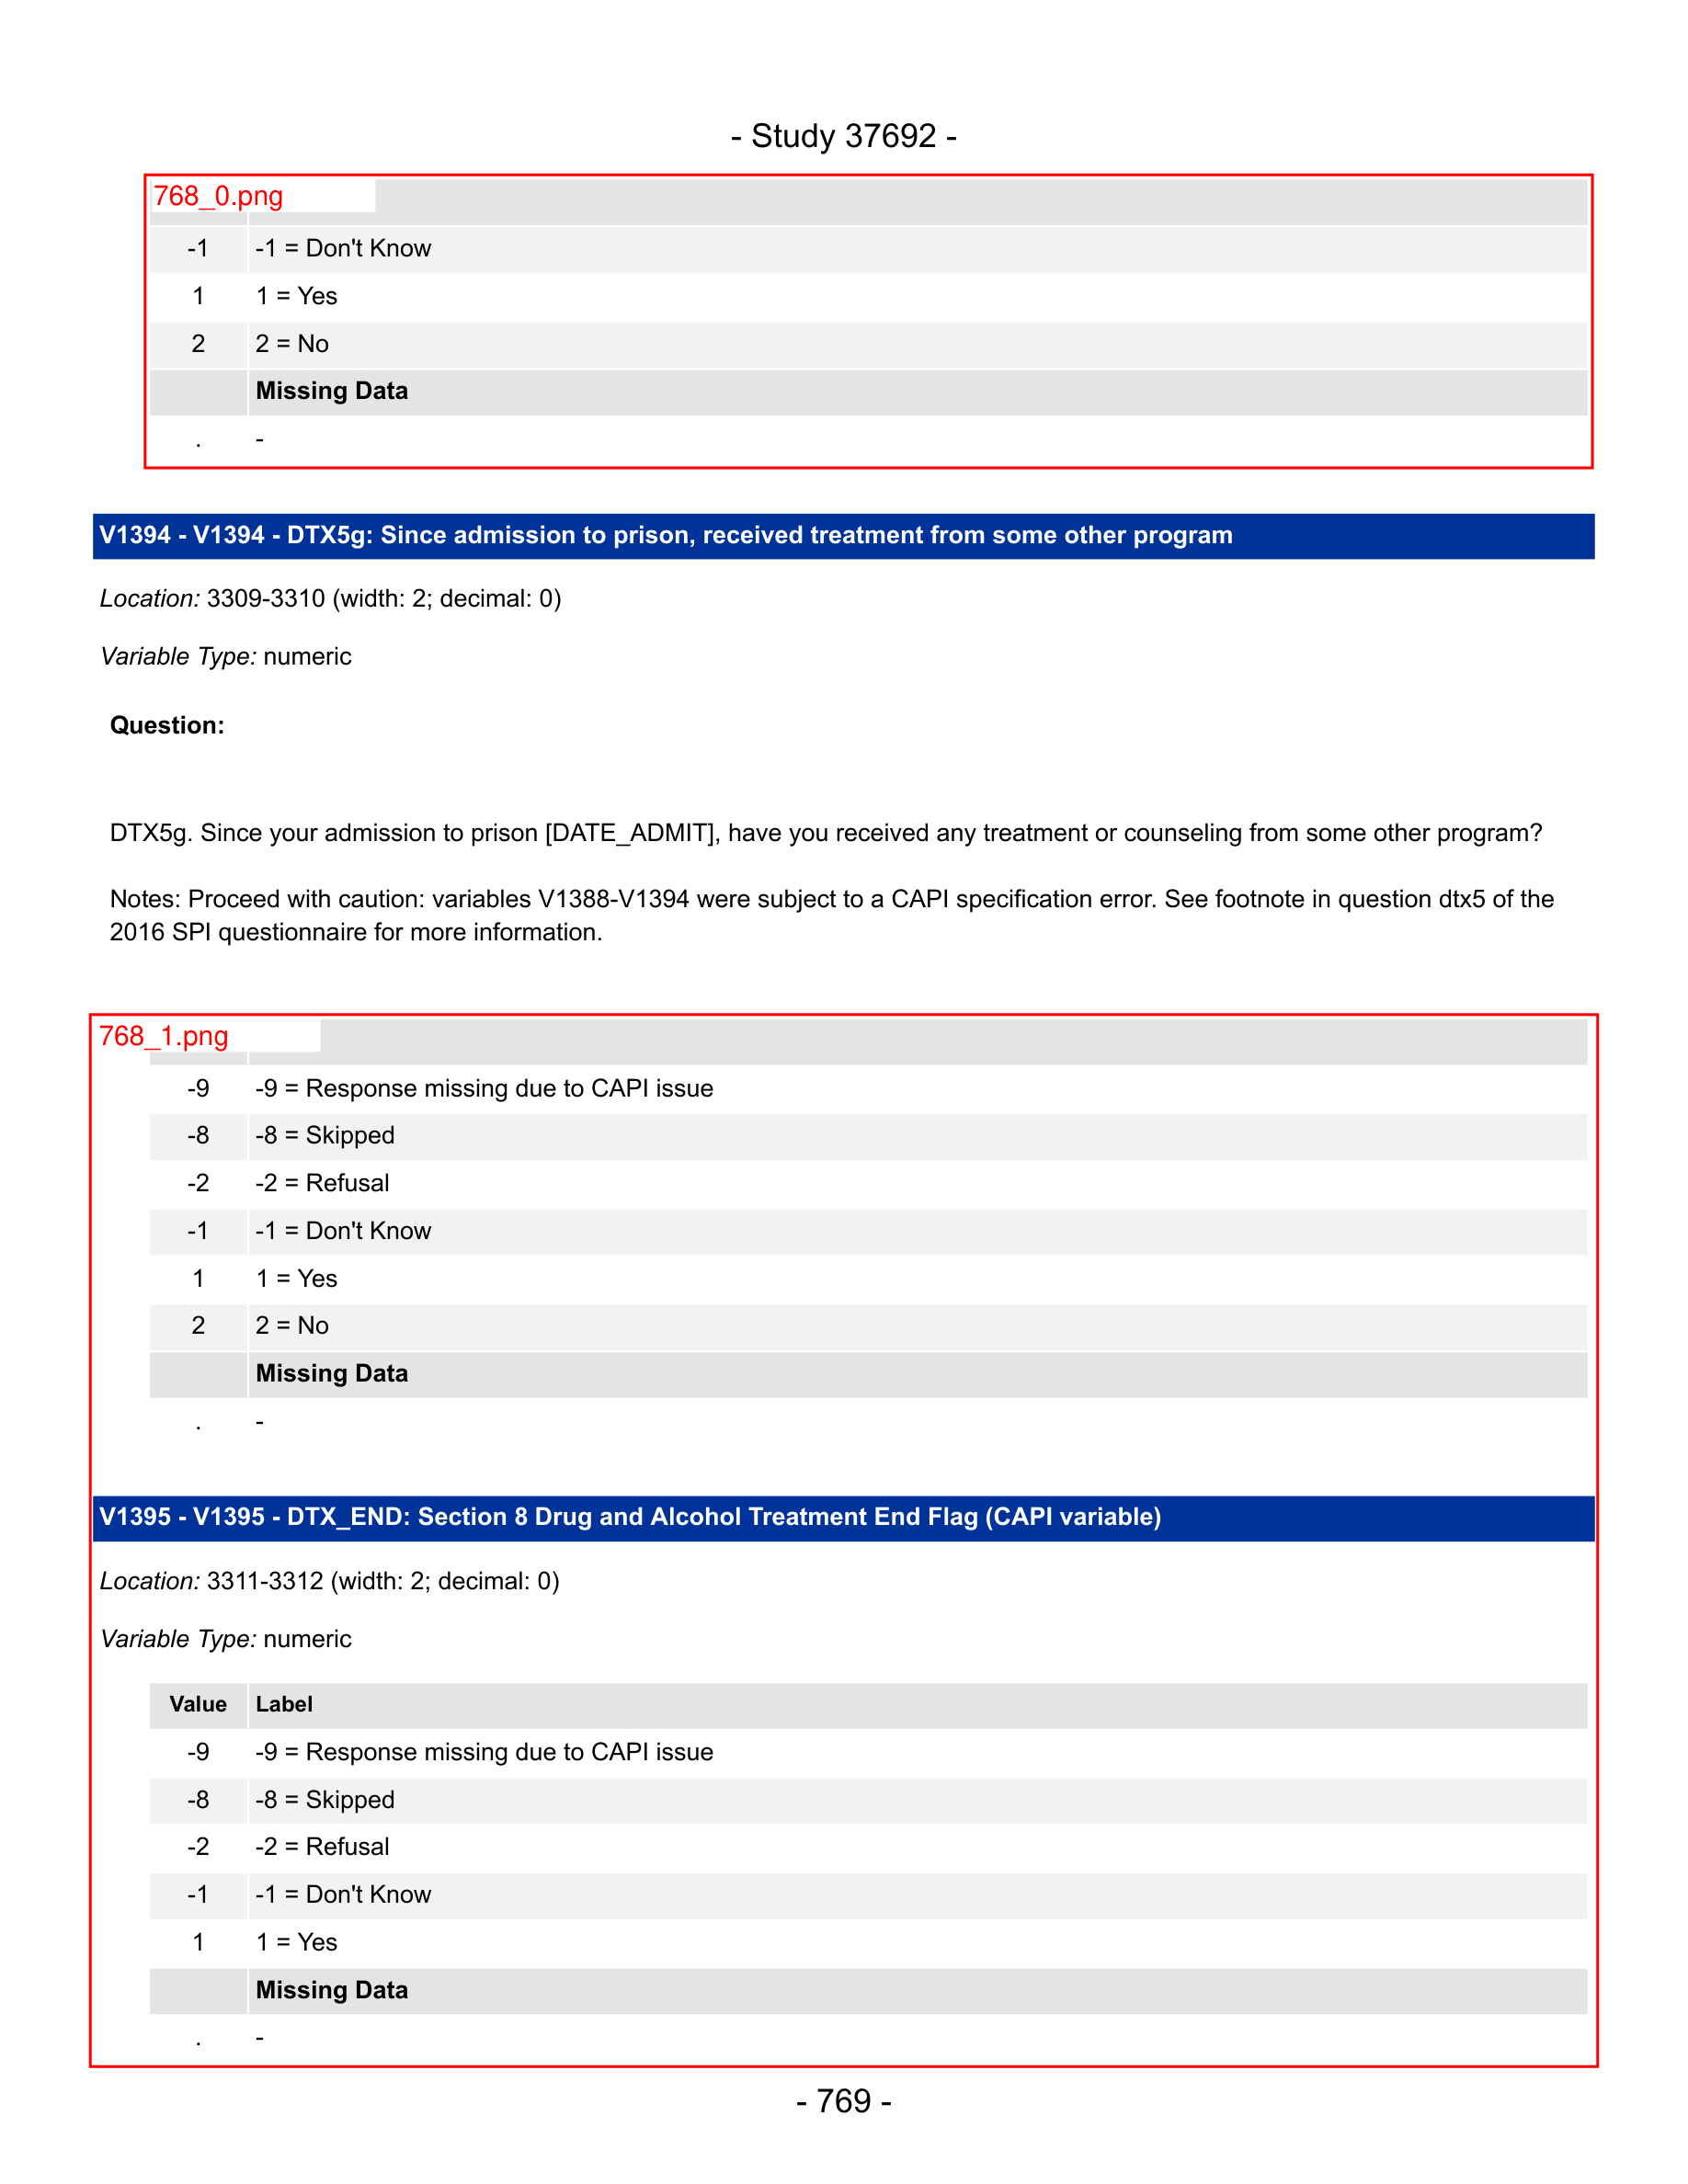 - Study 37692 -
768_0.png
-1 -1 = Don't Know
1 1 = Yes
2 2 = No
Missing Data
. -
V1394 - V1394 - DTX5g: Since admission to prison, received treatment from some other program
Location: 3309-3310 (width: 2; decimal: 0)
Variable Type: numeric
Question:
DTX5g. Since your admission to prison [DATE_ADMIT], have you received any treatment or counseling from some other program?
Notes: Proceed with caution: variables V1388-V1394 were subject to a CAPI specification error. See footnote in question dtx5 of the
2016 SPI questionnaire for more information.
768_1.png
-9 -9 = Response missing due to CAPI issue
-8 -8 = Skipped
-2 -2 = Refusal
-1 -1 = Don't Know
1 1 = Yes
2 2 = No
Missing Data
. -
V1395 - V1395 - DTX_END: Section 8 Drug and Alcohol Treatment End Flag (CAPI variable)
Location: 3311-3312 (width: 2; decimal: 0)
Variable Type: numeric
Value Label
-9 -9 = Response missing due to CAPI issue
-8 -8 = Skipped
-2 -2 = Refusal
-1 -1 = Don't Know
1 1 = Yes
Missing Data
. -
- 769 -